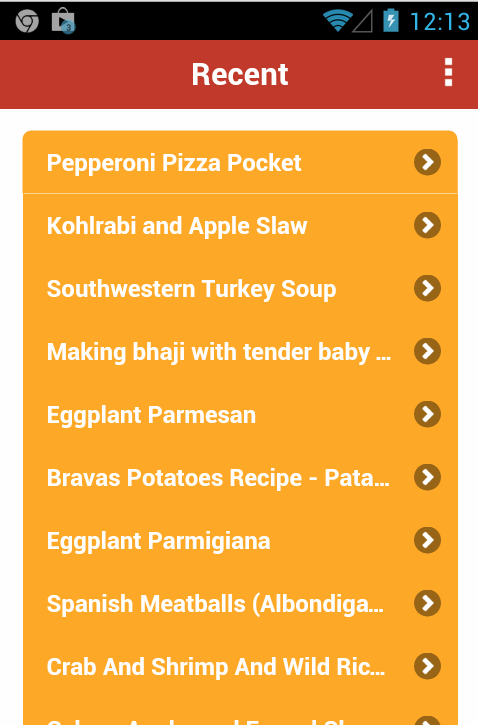 12:13
Recent
Pepperoni Pizza Pocket
Kohlrabi and Apple Slaw
Southwestern Turkey Soup
Making bhaji with tender baby ...
Eggplant Parmesan
Bravas Potatoes Recipe - Pata...
Eggplant Parmigiana
Spanish Meatballs (Albondiga...
Crab And Shrimp And Wild Ric...